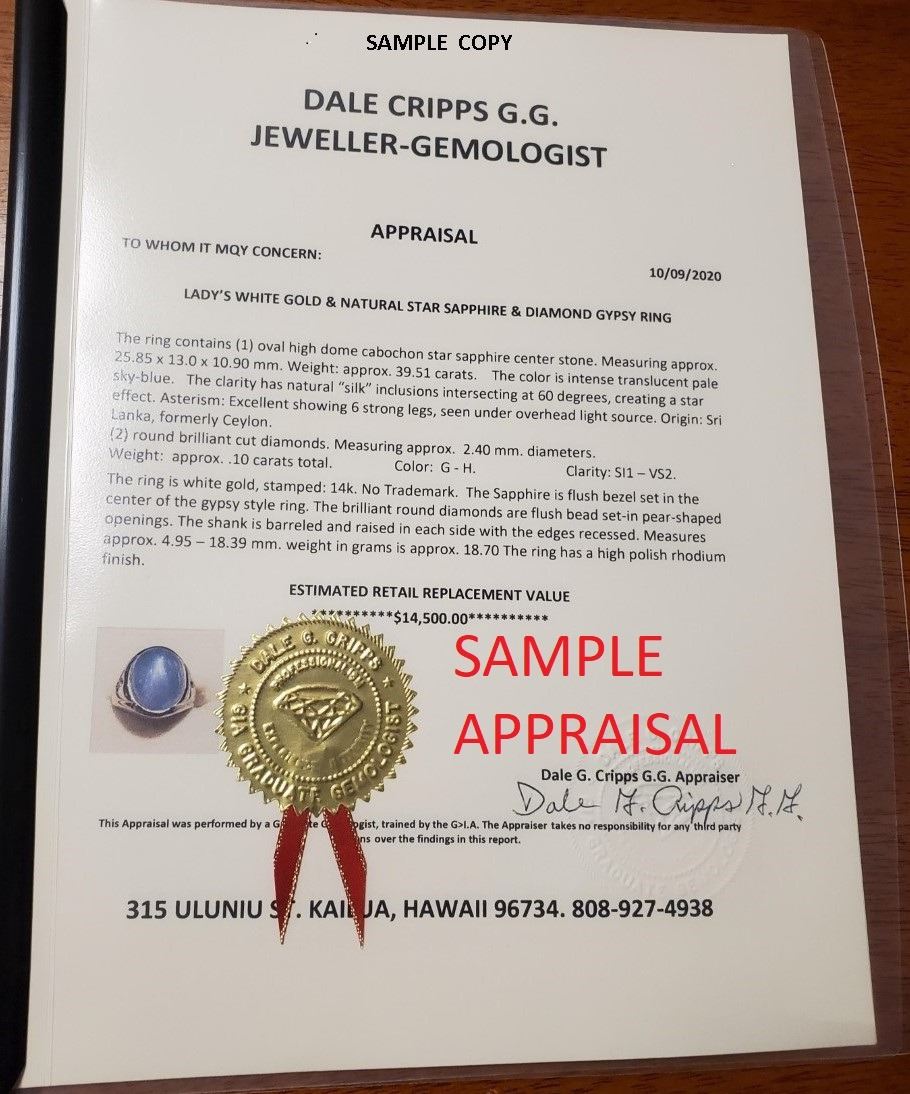 SAMPLE COPY
DALE CRIPPS G.G.
JEWELLER-GEMOLOGIST
APPRAISAL
TO WHOM IT MQY CONCERN:
10/09/2020
LADY'S WHITE GOLD & NATURAL STAR SAPPHIRE & DIAMOND GYPSY RING
The ring contains (1) oval high dome cabochon star sapphire center stone. Measuring approx.
25.85 x 13.0 x 10.90 mm. Weight: approx. 39.51 carats. The color is intense translucent pale
sky-blue. The clarity has natural "silk" inclusions intersecting at 60 degrees, creating a star
effect. Asterism: Excellent showing 6 strong legs, seen under overhead light source. Origin: Sri
Lanka, formerly Ceylon.
(2) round brilliant cut diamonds. Measuring approx. 2.40 mm. diameters.
Weight: approx. .10 carats total. Color: G - H. Clarity: SI1 – VS2.
The ring is white gold, stamped: 14k. No Trademark. The Sapphire is flush bezel set in the
center of the gypsy style ring. The brilliant round diamonds are flush bead set-in pear-shaped
openings. The shank is barreled and raised in each side with the edges recessed. Measures
approx. 4.95 – 18.39 mm. weight in grams is approx. 18.70 The ring has a high polish rhodium
finish.
ESTIMATED RETAIL REPLACEMENT VALUE
**********$14,500.00**********
SAMPLE
APPRAISAL
DALE G. CRIPPS
GIA GRADUATE GEMOLOGIST
Dale G. Cripps G.G. Appraiser
Dale G. Cripps G.G.
This Appraisal was performed by a G te G gist, trained by the G>I.A. The Appraiser takes no responsibility for any third party
ns over the findings in this report.
315 ULUNIU ST. KAILUA, HAWAII 96734. 808-927-4938